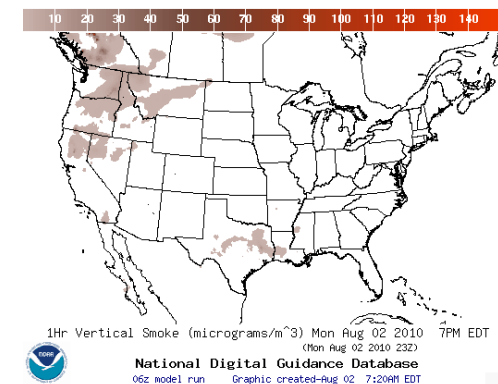 10 20 30 40 50 60 70 80 90 100 110 120 130 140
1Hr Vertical Smoke (micrograms/m^3) Mon Aug 02 2010 7PM EDT
(Mon Aug 02 2010 23Z)
NOAA
National Digital Guidance Database
06z model run Graphic created-Aug 02 7:20AM EDT